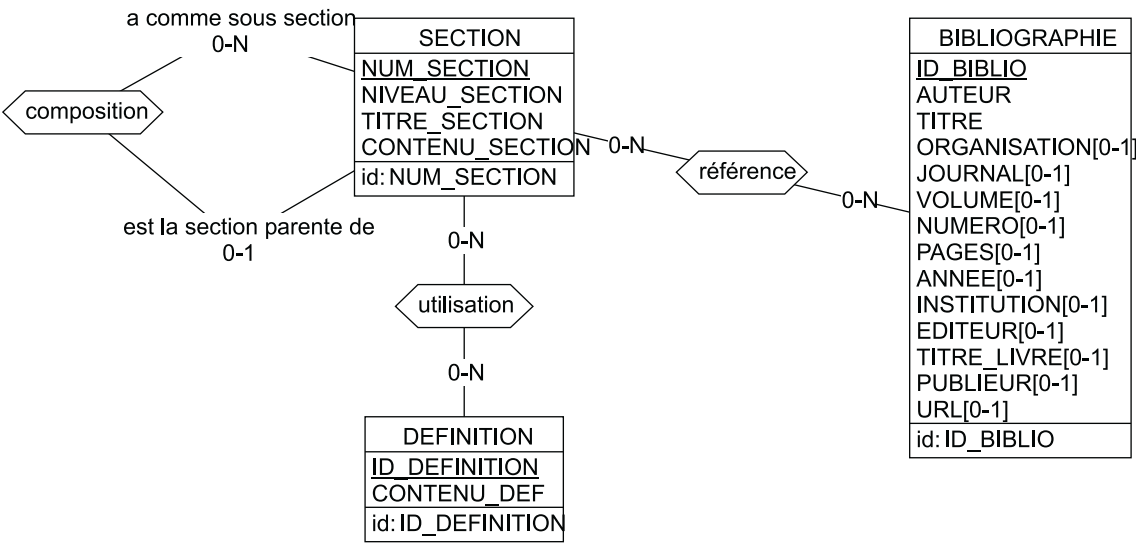 a comme sous section
0-N
composition
est la section parente de
0-1
SECTION
NUM_SECTION
NIVEAU_SECTION
TITRE_SECTION
CONTENU_SECTION
id: NUM_SECTION
0-N
référence
0-N
0-N
utilisation
0-N
DEFINITION
ID_DEFINITION
CONTENU_DEF
id: ID_DEFINITION
BIBLIOGRAPHIE
ID_BIBLIO
AUTEUR
TITRE
ORGANISATION[0-1]
JOURNAL[0-1]
VOLUME[0-1]
NUMERO[0-1]
PAGES[0-1]
ANNEE[0-1]
INSTITUTION[0-1]
EDITEUR[0-1]
TITRE_LIVRE[0-1]
PUBLIEUR[0-1]
URL[0-1]
id: ID_BIBLIO